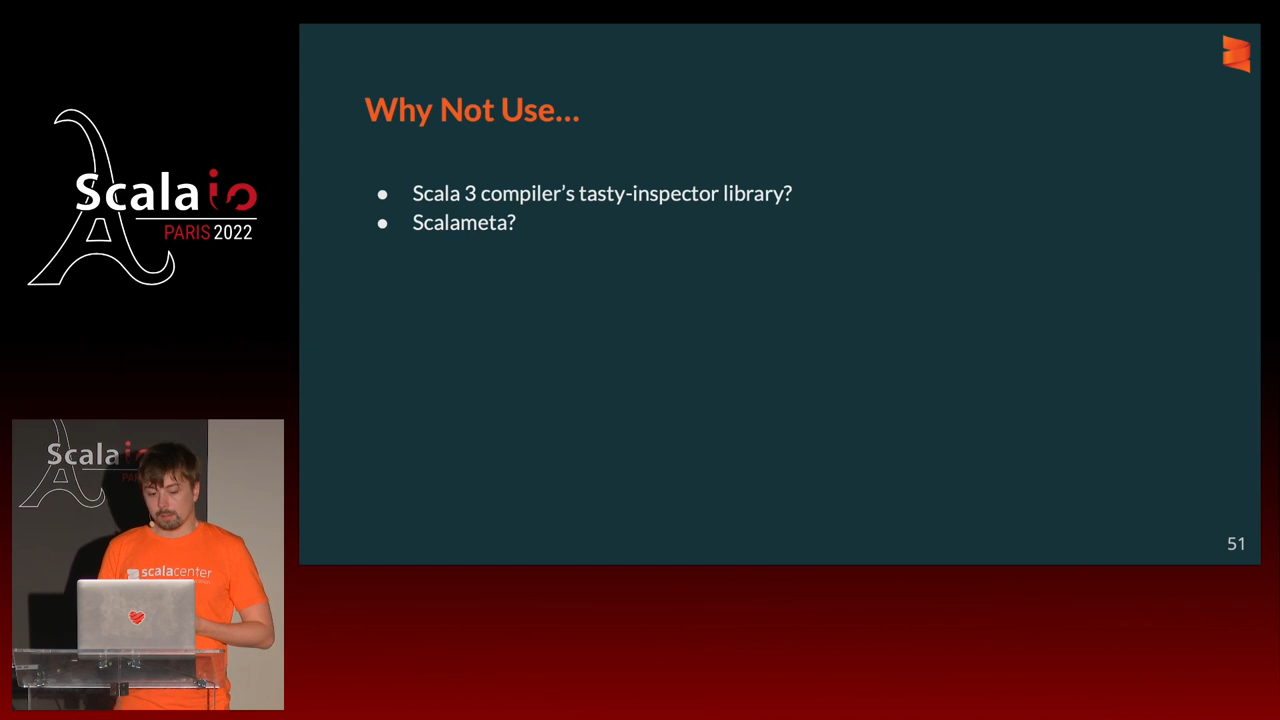 Scala io
PARIS 2022
Why Not Use...
● Scala 3 compiler's tasty-inspector library?
● Scalameta?
51
Scala
scalacenter